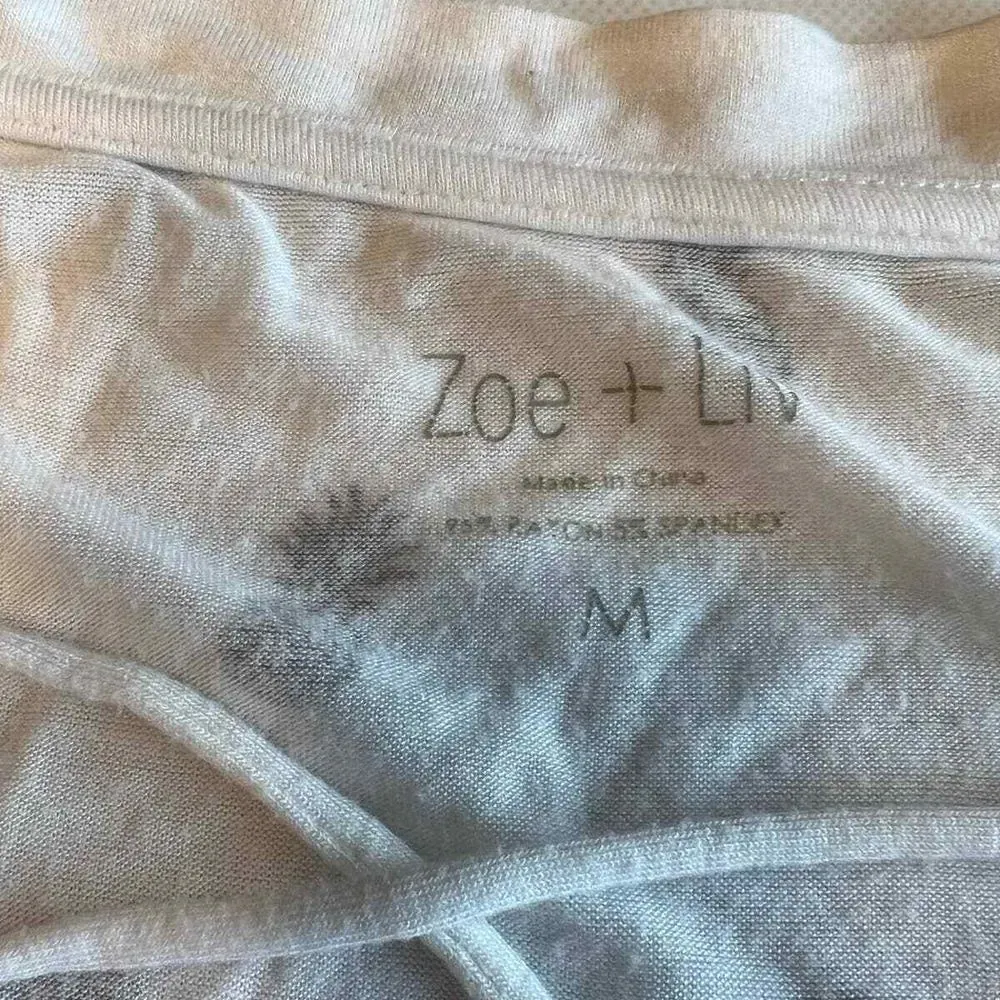 Zoe + Liv
Made in China
95% RAYON 5% SPANDEX
M